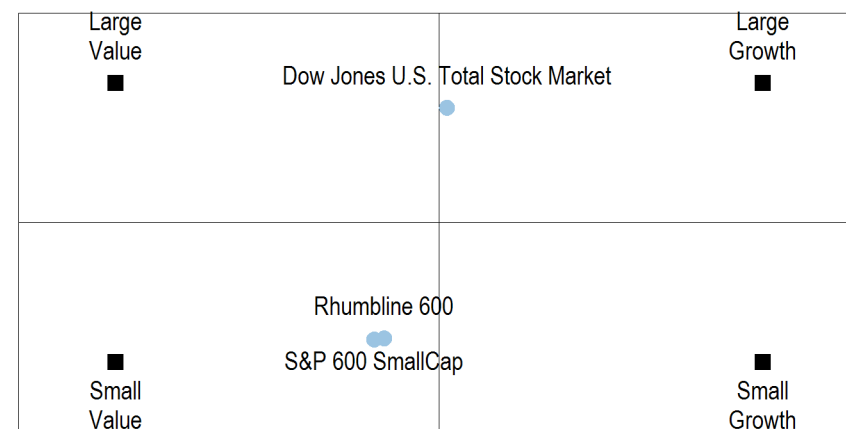 Large
Value
Large
Growth
Dow Jones U.S. Total Stock Market
Rhumbline 600
S&P 600 SmallCap
Small
Value
Small
Growth